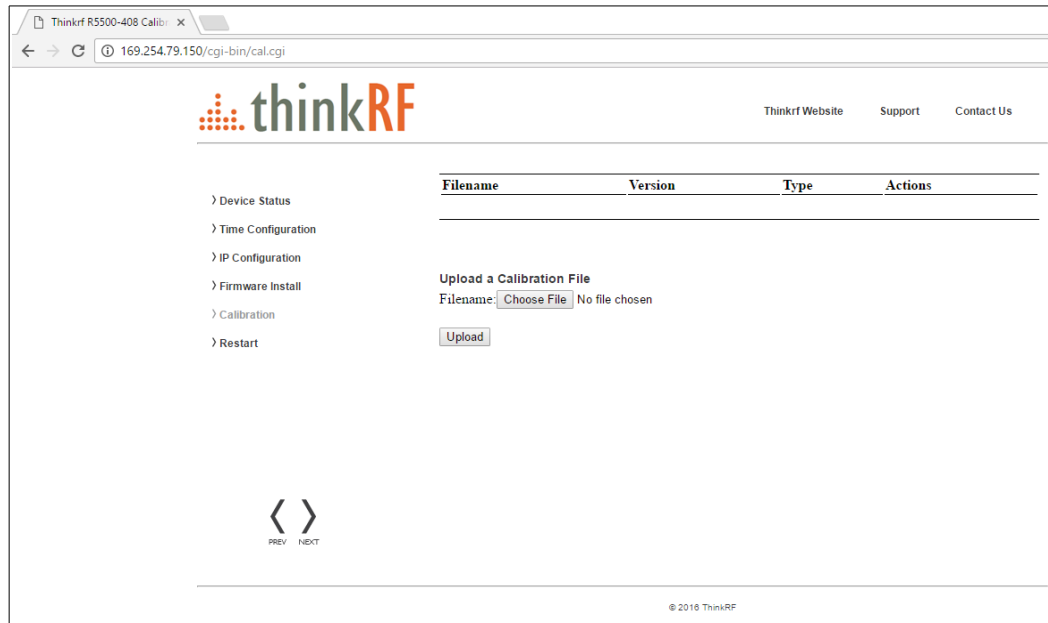 Thinkrf R5500-408 Calibr
169.254.79.150/cgi-bin/cal.cgi
thinkRF
Thinkrf Website Support Contact Us
Filename Version Type Actions
Device Status
Time Configuration
IP Configuration
Firmware Install
Calibration
Restart
Upload a Calibration File
Filename: Choose File No file chosen
Upload
PREV NEXT
© 2016 ThinkRF